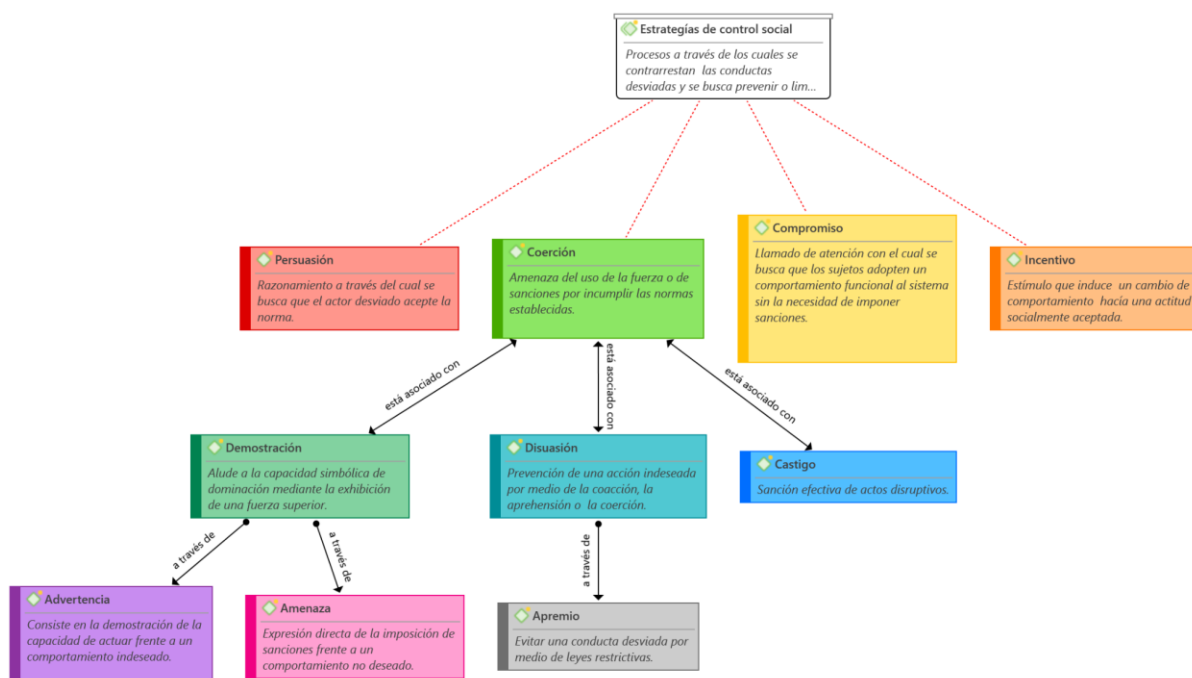 Estrategías de control social
Procesos a través de los cuales se
contrarrestan las conductas
desviadas y se busca prevenir o lim...
Persuasión
Razonamiento a través del cual se
busca que el actor desviado acepte la
norma.
Coerción
Amenaza del uso de la fuerza o de
sanciones por incumplir las normas
establecidas.
Compromiso
Llamado de atención con el cual se
busca que los sujetos adopten un
comportamiento funcional al sistema
sin la necesidad de imponer
sanciones.
Incentivo
Estímulo que induce un cambio de
comportamiento hacía una actitud
socialmente aceptada.
está asociado con
está asociado con
está asociado con
Demostración
Alude a la capacidad simbólica de
dominación mediante la exhibición
de una fuerza superior.
Disuasión
Prevención de una acción indeseada
por medio de la coacción, la
aprehensión o la coerción.
Castigo
Sanción efectiva de actos disruptivos.
a través de
a través de
a través de
Advertencia
Consiste en la demostración de la
capacidad de actuar frente a un
comportamiento indeseado.
Amenaza
Expresión directa de la imposición de
sanciones frente a un
comportamiento no deseado.
Apremio
Evitar una conducta desviada por
medio de leyes restrictivas.